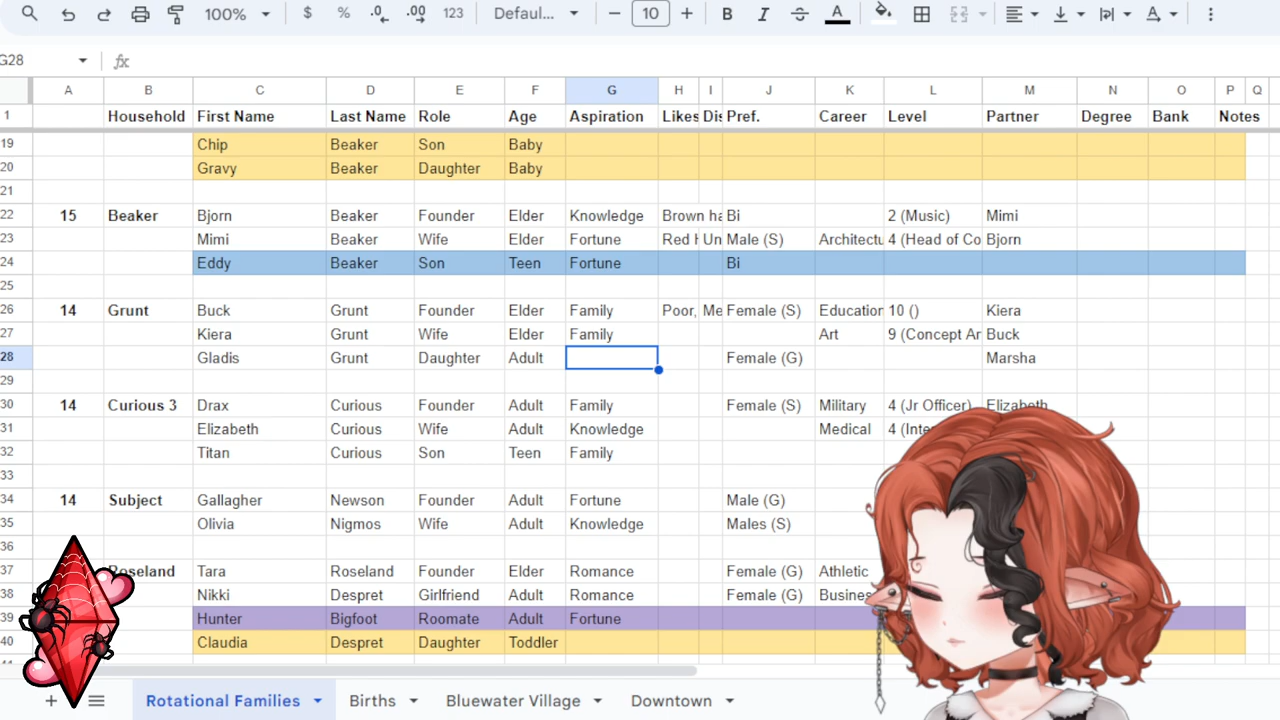 100% $ % .0 .00 123 Defaul... 10 B I A A
G28 fx
A B C D E F G H I J K L M N O P Q
1 Household First Name Last Name Role Age Aspiration Likes Dis Pref. Career Level Partner Degree Bank Notes
19 Chip Beaker Son Baby
20 Gravy Beaker Daughter Baby
21
22 15 Beaker Bjorn Beaker Founder Elder Knowledge Brown ha Bi 2 (Music) Mimi
23 Mimi Beaker Wife Elder Fortune Red H Un Male (S) Architectu 4 (Head of Co Bjorn
24 Eddy Beaker Son Teen Fortune Bi
25
26 14 Grunt Buck Grunt Founder Elder Family Poor, Me Female (S) Education 10 () Kiera
27 Kiera Grunt Wife Elder Family Art 9 (Concept Ar Buck
28 Gladis Grunt Daughter Adult Female (G) Marsha
29
30 14 Curious 3 Drax Curious Founder Adult Family Female (S) Military 4 (Jr Officer) Elizabeth
31 Elizabeth Curious Wife Adult Knowledge Medical 4 (Inte
32 Titan Curious Son Teen Family
33
34 14 Subject Gallagher Newson Founder Adult Fortune Male (G)
35 Olivia Nigmos Wife Adult Knowledge Males (S)
36
37 Roseland Tara Roseland Founder Elder Romance Female (G) Athletic
38 Nikki Despret Girlfriend Adult Romance Female (G) Busine
39 Hunter Bigfoot Roomate Adult Fortune
40 Claudia Despret Daughter Toddler
+ Rotational Families Births Bluewater Village Downtown